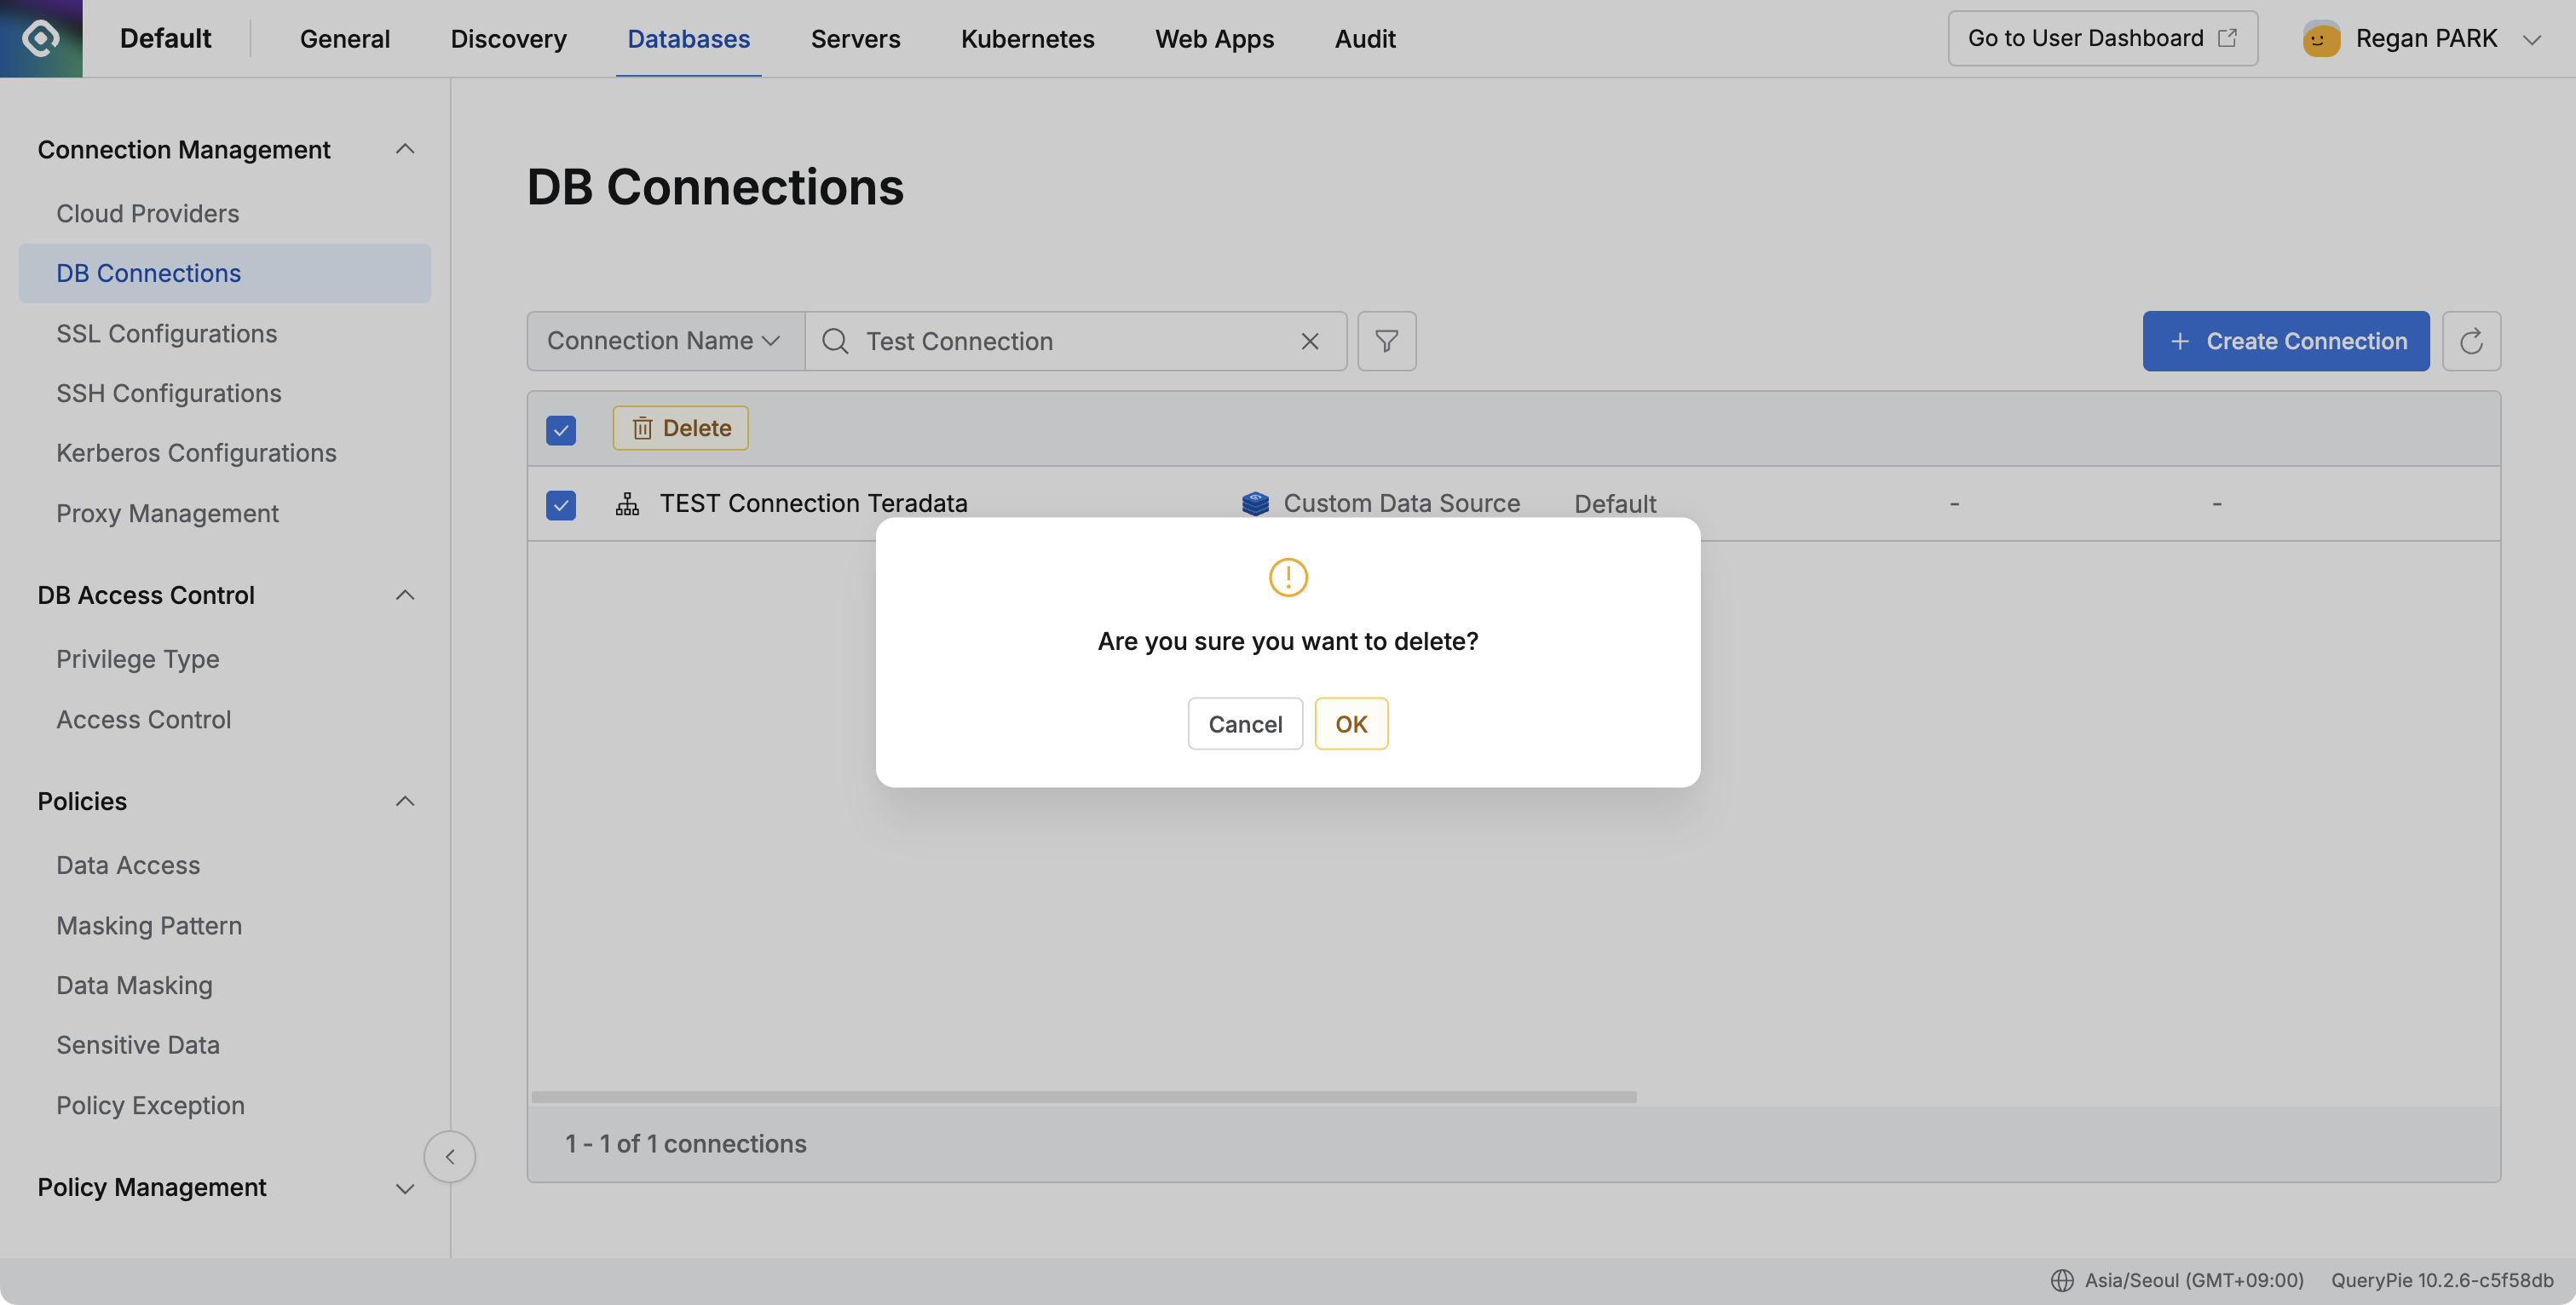 Default
General
Discovery
Databases
Servers
Kubernetes
Web Apps
Audit
Go to User Dashboard
Regan PARK
Connection Management
Cloud Providers
DB Connections
SSL Configurations
SSH Configurations
Kerberos Configurations
Proxy Management
DB Access Control
Privilege Type
Access Control
Policies
Data Access
Masking Pattern
Data Masking
Sensitive Data
Policy Exception
Policy Management
DB Connections
Connection Name
Test Connection
Create Connection
Delete
TEST Connection Teradata
Custom Data Source
Default
-
-
Are you sure you want to delete?
Cancel
OK
1 - 1 of 1 connections
Asia/Seoul (GMT+09:00)
QueryPie 10.2.6-c5f58db